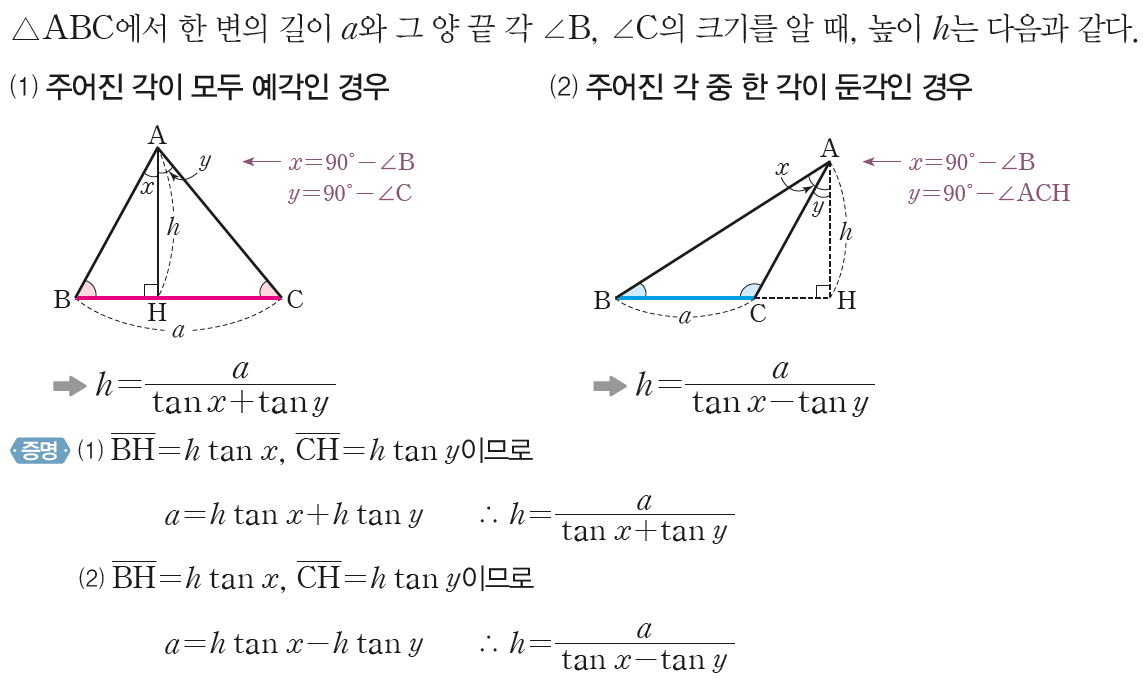 △ABC에서 한 변의 길이 a와 그 양 끝 각 ∠B, ∠C의 크기를 알 때, 높이 h는 다음과 같다.
(1) 주어진 각이 모두 예각인 경우
A
x
y
h
B
H
C
a
x=90°-∠B
y=90°-∠C
h=a/(tan x+tan y)
(2) 주어진 각 중 한 각이 둔각인 경우
A
x
y
h
B
C
H
a
x=90°-∠B
y=90°-∠ACH
h=a/(tan x-tan y)
증명 (1) B̅H̅=h tan x, C̅H̅=h tan y이므로
a=h tan x+h tan y ∴ h=a/(tan x+tan y)
(2) B̅H̅=h tan x, C̅H̅=h tan y이므로
a=h tan x-h tan y ∴ h=a/(tan x-tan y)